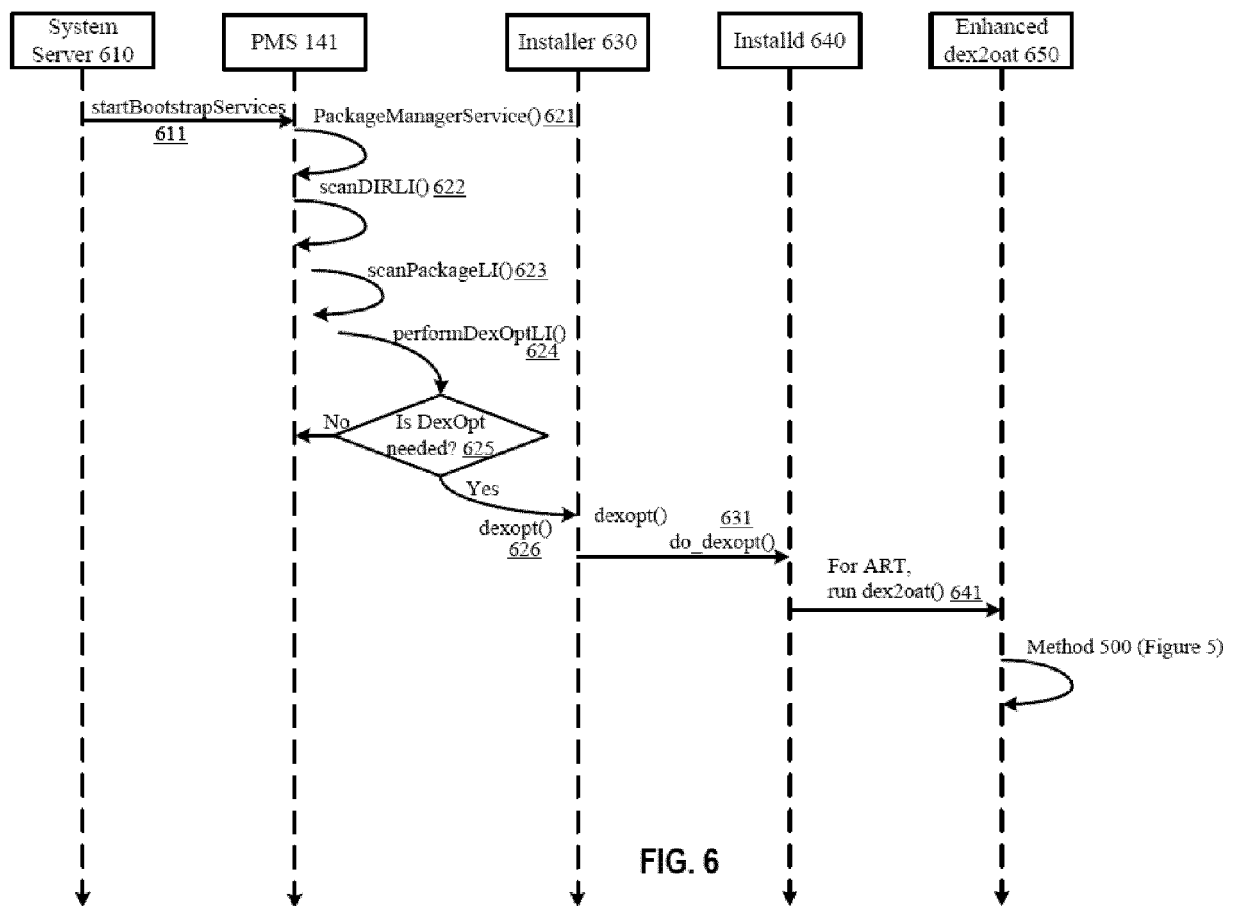 System
Server 610
PMS 141
Installer 630
Installd 640
Enhanced
dex2oat 650
startBootstrapServices
611
PackageManagerService() 621
scanDIRLI() 622
scanPackageLI() 623
performDexOptLI()
624
No
Is DexOpt
needed? 625
Yes
dexopt()
626
dexopt()
631
do_dexopt()
For ART,
run dex2oat() 641
Method 500 (Figure 5)
FIG. 6